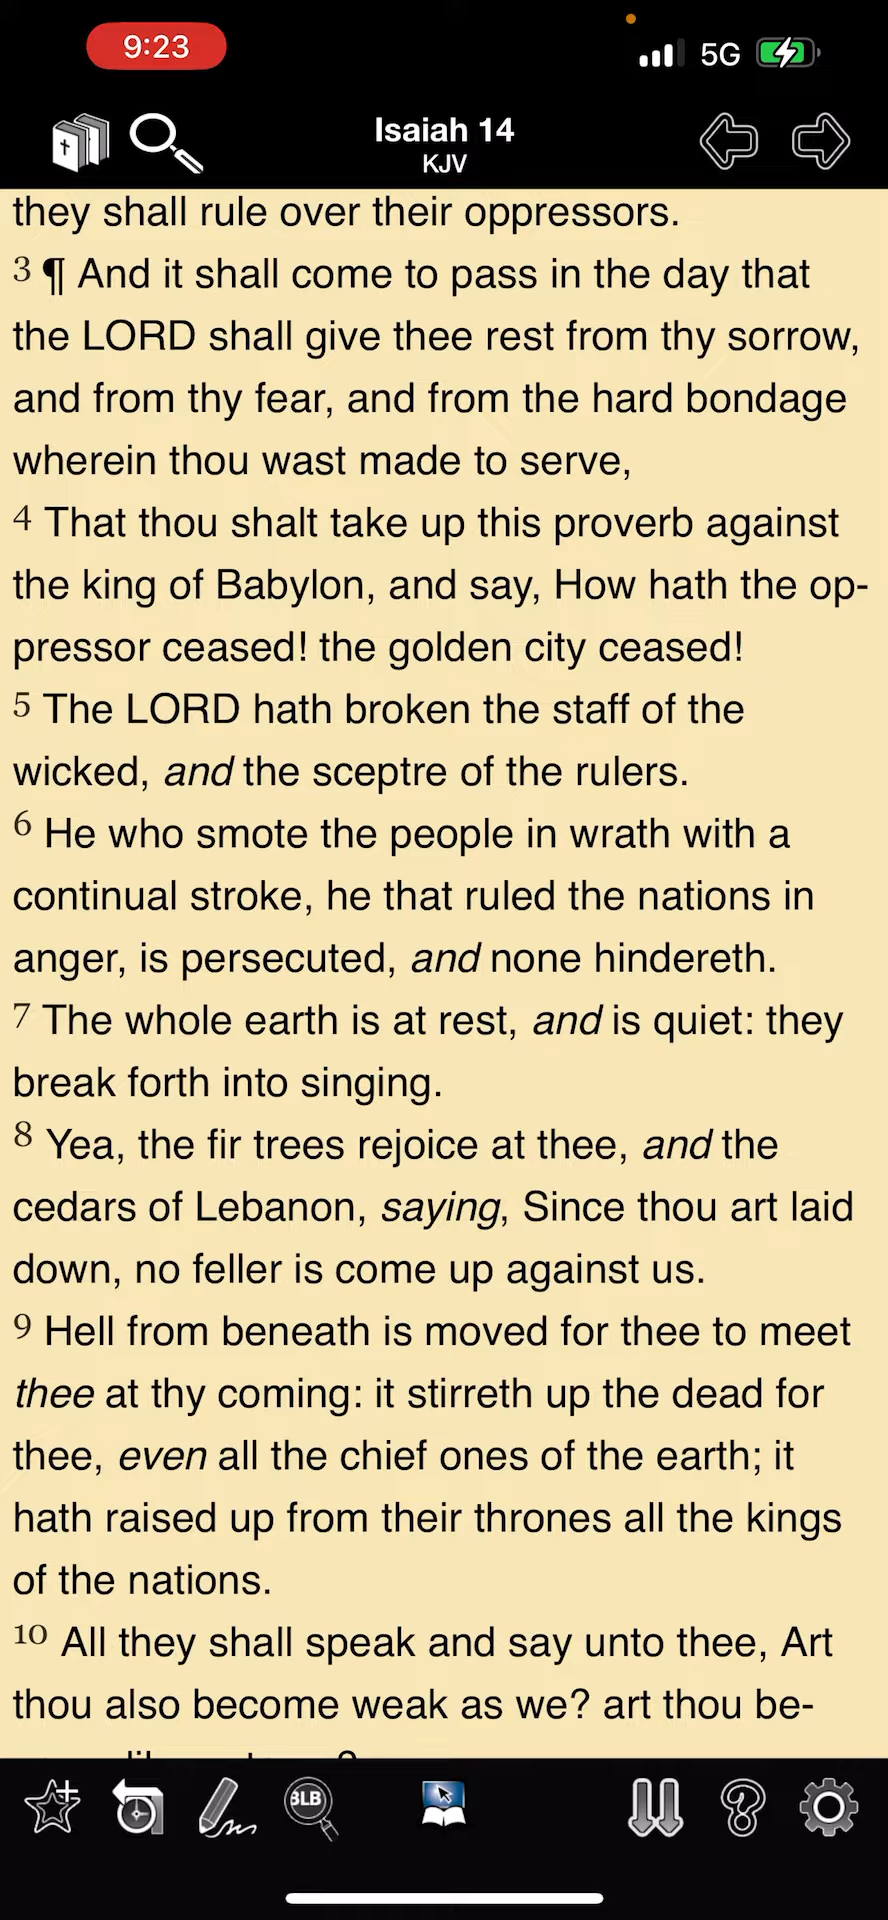 9:23
5G
Isaiah 14
KJV
they shall rule over their oppressors.
3 ¶ And it shall come to pass in the day that
the LORD shall give thee rest from thy sorrow,
and from thy fear, and from the hard bondage
wherein thou wast made to serve,
4 That thou shalt take up this proverb against
the king of Babylon, and say, How hath the op-
pressor ceased! the golden city ceased!
5 The LORD hath broken the staff of the
wicked, and the sceptre of the rulers.
6 He who smote the people in wrath with a
continual stroke, he that ruled the nations in
anger, is persecuted, and none hindereth.
7 The whole earth is at rest, and is quiet: they
break forth into singing.
8 Yea, the fir trees rejoice at thee, and the
cedars of Lebanon, saying, Since thou art laid
down, no feller is come up against us.
9 Hell from beneath is moved for thee to meet
thee at thy coming: it stirreth up the dead for
thee, even all the chief ones of the earth; it
hath raised up from their thrones all the kings
of the nations.
10 All they shall speak and say unto thee, Art
thou also become weak as we? art thou be-
BLB